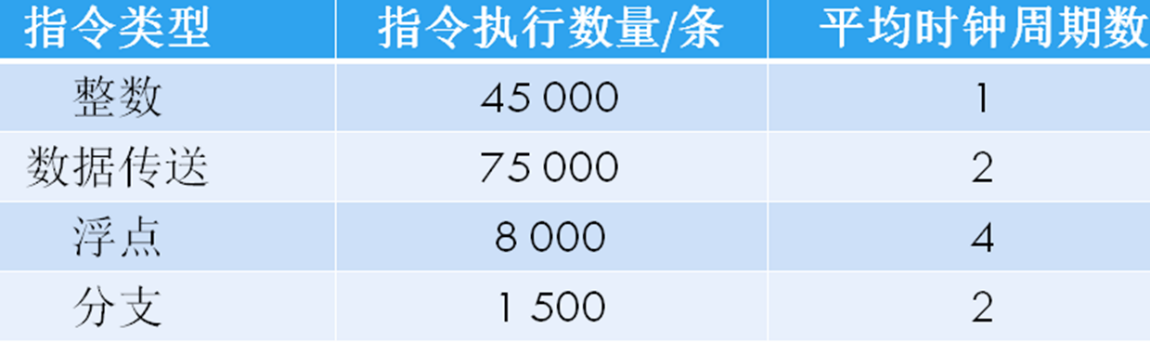 指令类型 指令执行数量/条 平均时钟周期数
整数 45 000 1
数据传送 75 000 2
浮点 8 000 4
分支 1 500 2